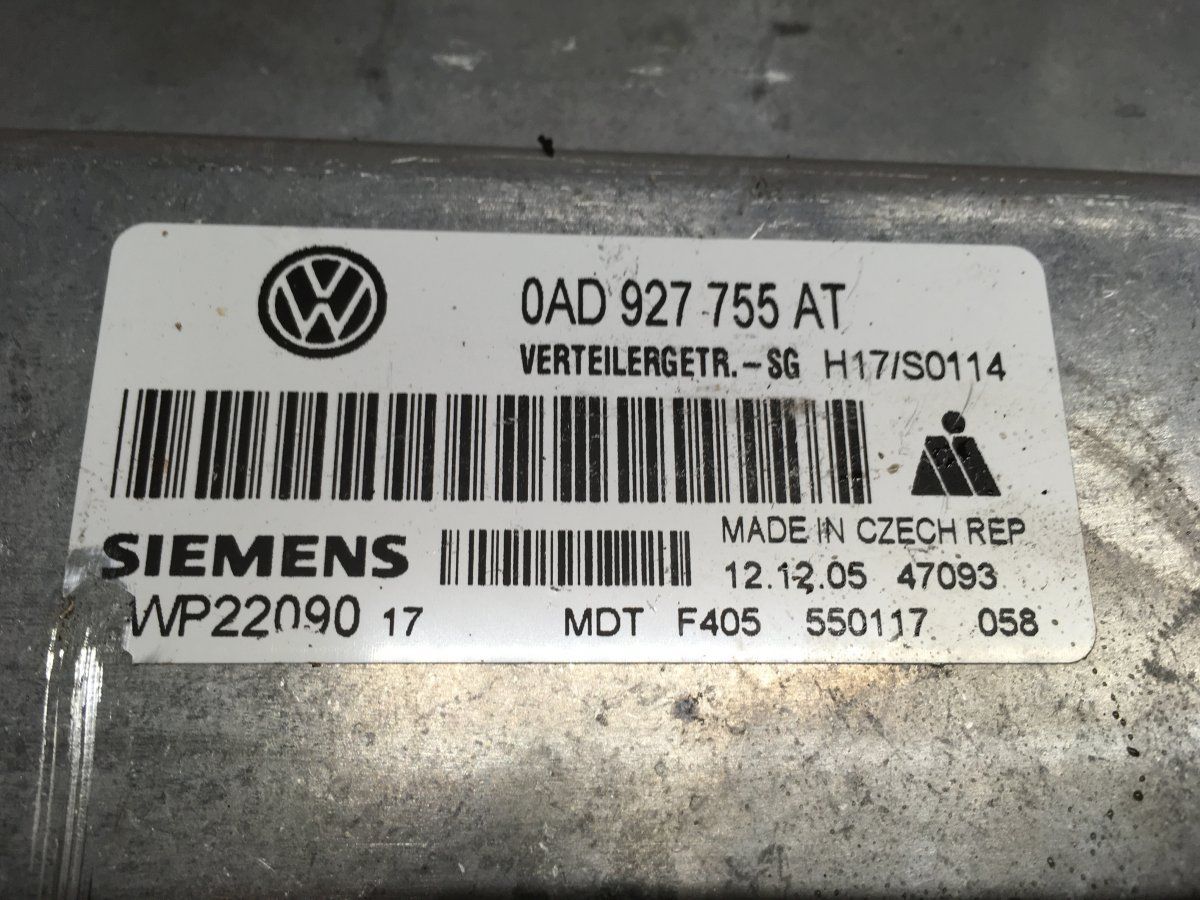 0AD 927 755 AT
VERTEILERGETR.-SG H17/S0114
SIEMENS
MADE IN CZECH REP
12.12.05 47093
WP22090 17 MDT F405 550117 058